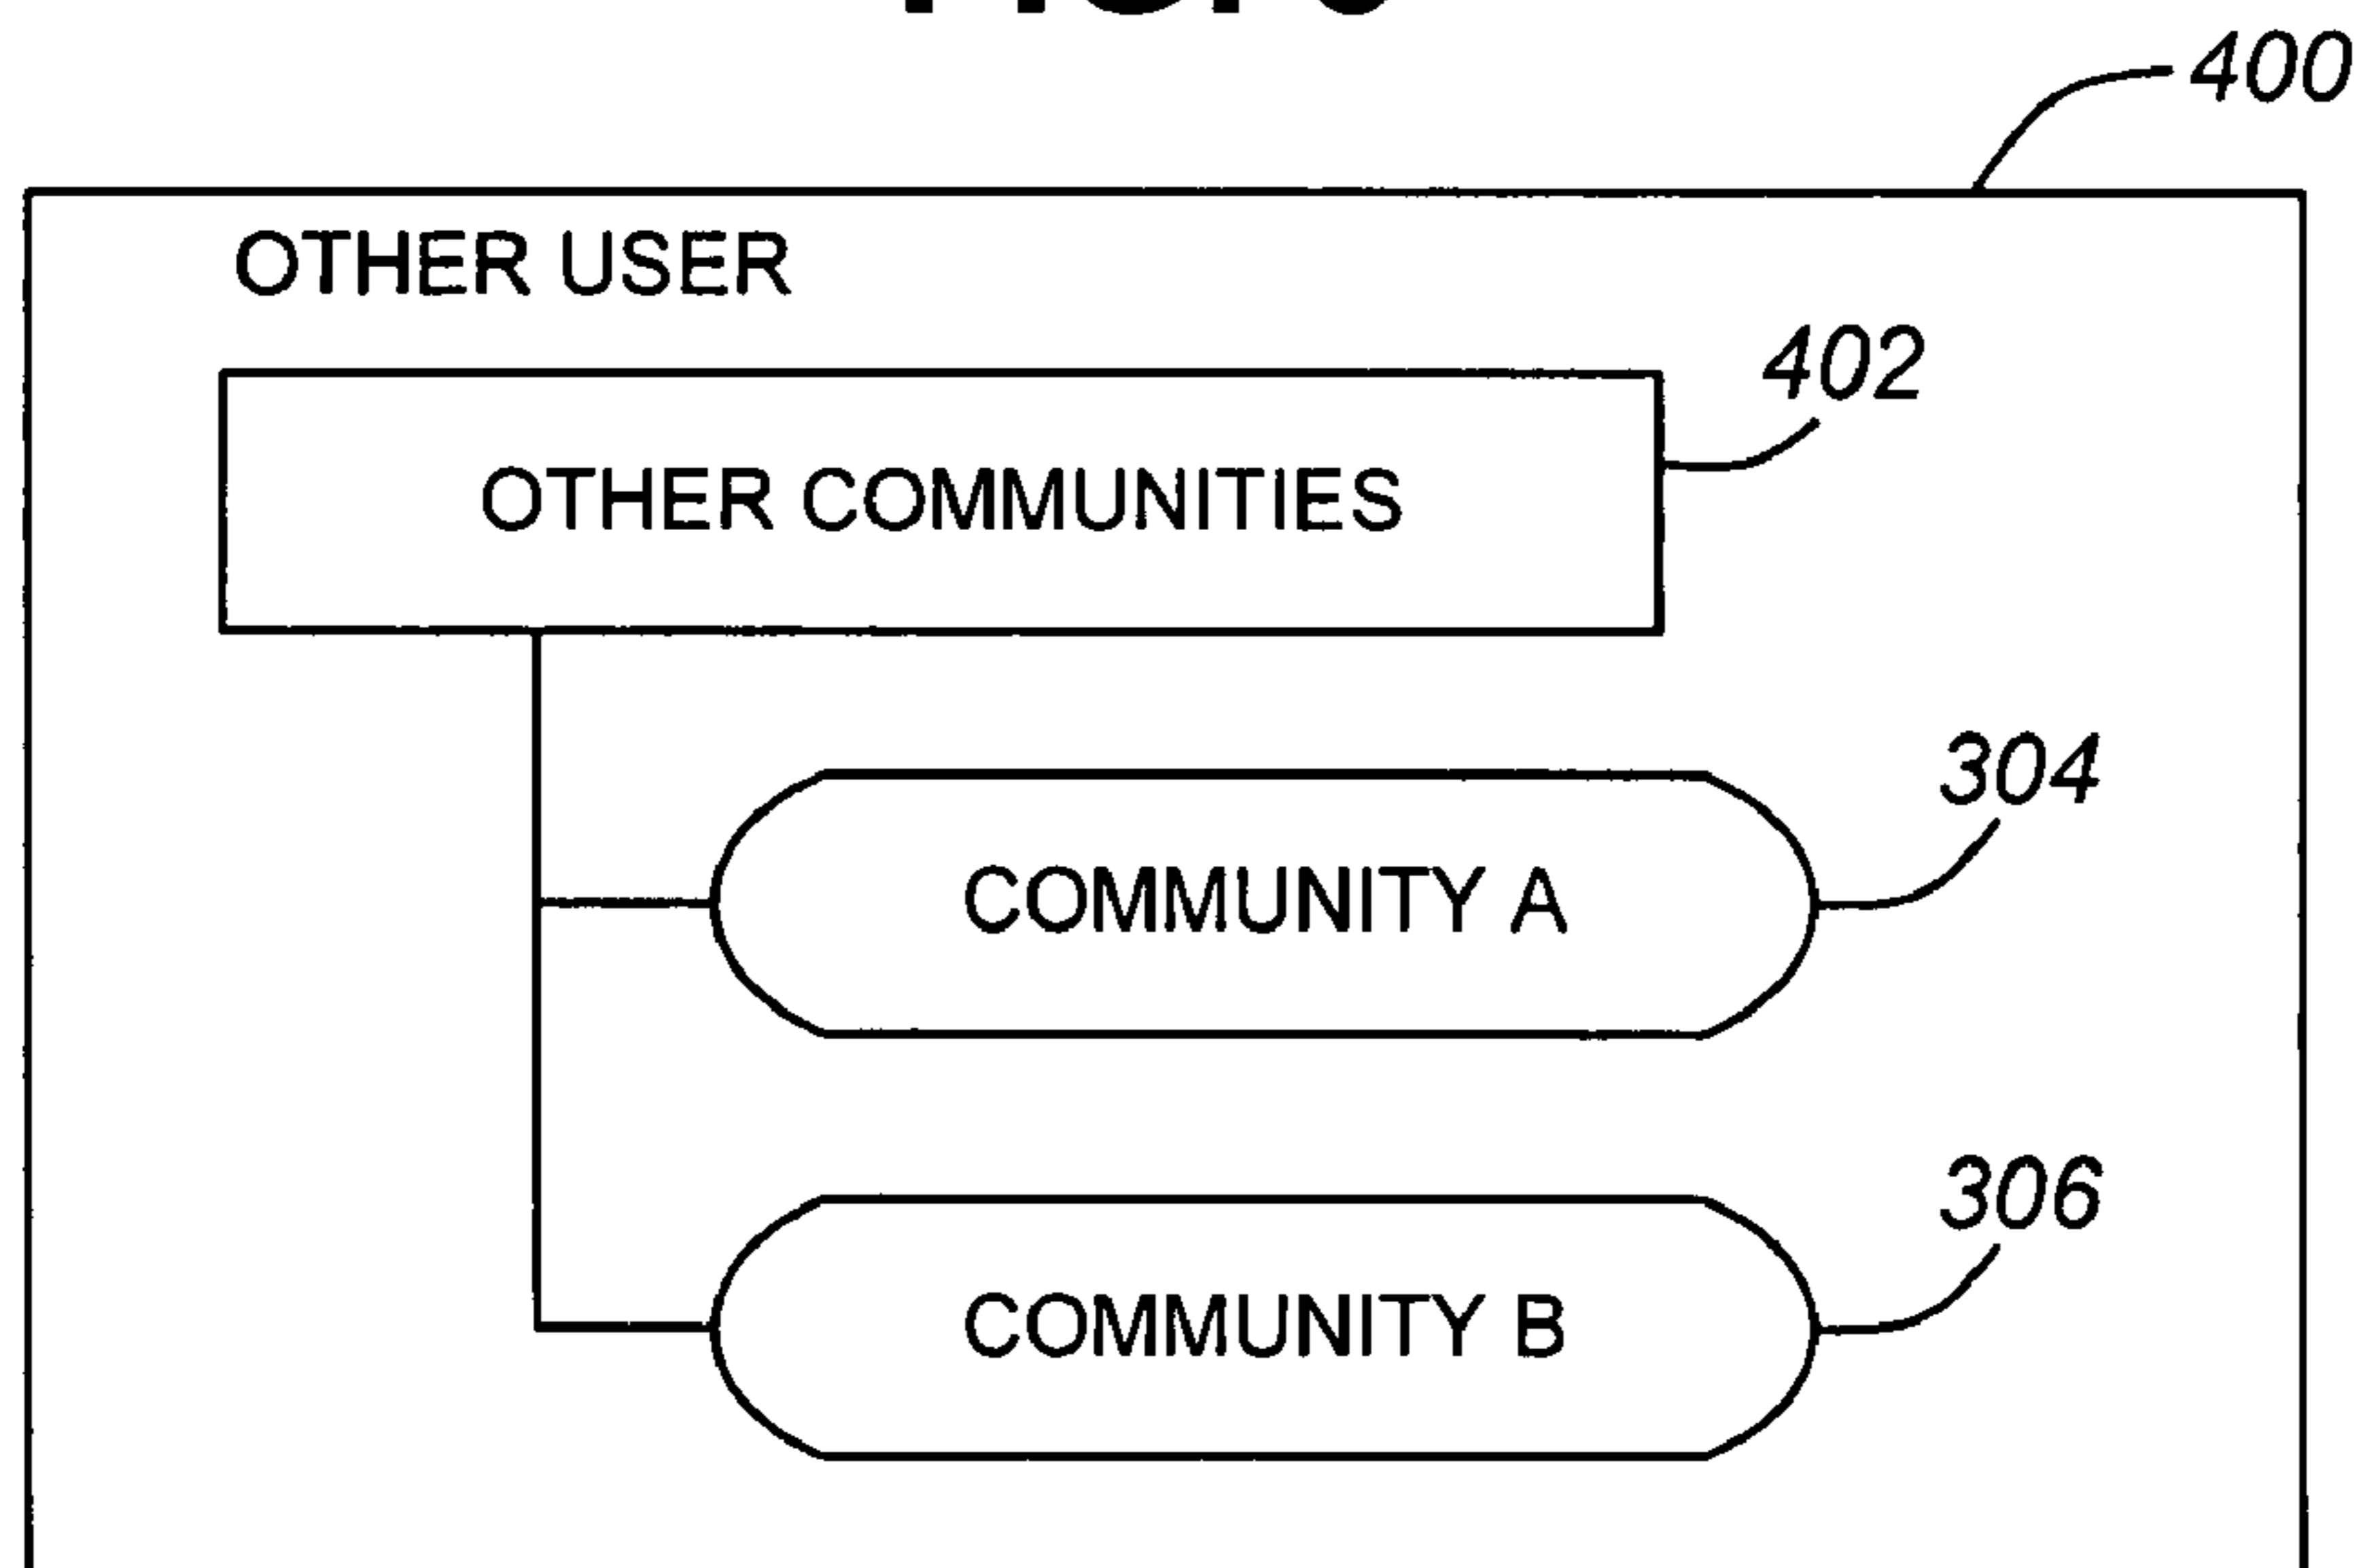 400
OTHER USER
402
OTHER COMMUNITIES
304
COMMUNITY A
306
COMMUNITY B